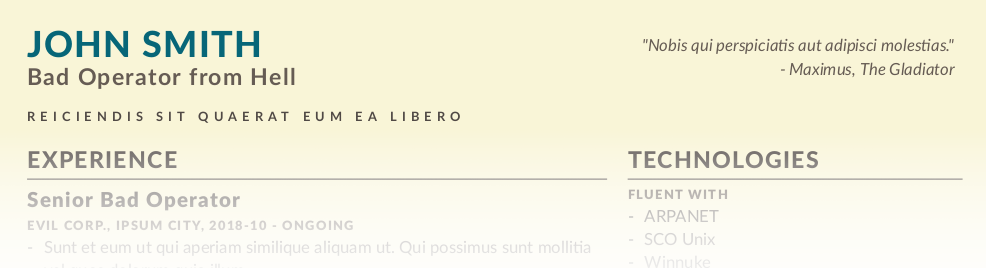 JOHN SMITH
Bad Operator from Hell
"Nobis qui perspiciatis aut adipisci molestias."
- Maximus, The Gladiator
REICIENDIS SIT QUAERAT EUM EA LIBERO
EXPERIENCE
Senior Bad Operator
EVIL CORP., IPSUM CITY, 2018-10 - ONGOING
- Sunt et eum ut qui aperiam similique aliquam ut. Qui possimus sunt mollitia
TECHNOLOGIES
FLUENT WITH
- ARPANET
- SCO Unix
- Winnuke